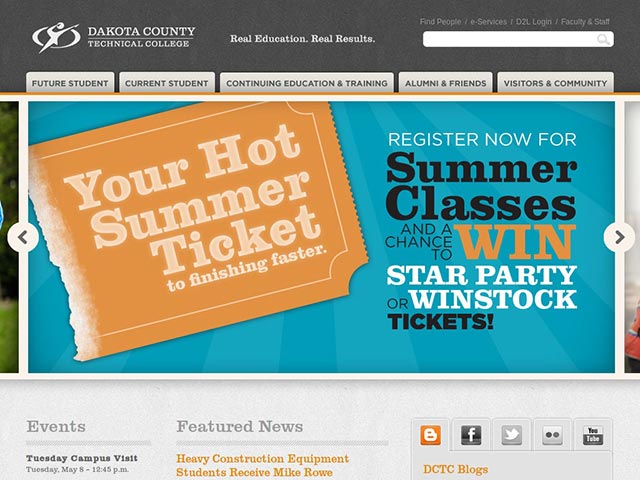 DAKOTA COUNTY
TECHNICAL COLLEGE
Real Education. Real Results.
Find People / e-Services / D2L Login / Faculty & Staff
FUTURE STUDENT
CURRENT STUDENT
CONTINUING EDUCATION & TRAINING
ALUMNI & FRIENDS
VISITORS & COMMUNITY
Your Hot
Summer
Ticket
to finishing faster.
REGISTER NOW FOR
Summer
Classes
AND A
CHANCE
TO
WIN
STAR PARTY
OR WINSTOCK
TICKETS!
Events
Tuesday Campus Visit
Tuesday, May 8 – 12:45 p.m.
Featured News
Heavy Construction Equipment
Students Receive Mike Rowe
You
Tube
DCTC Blogs